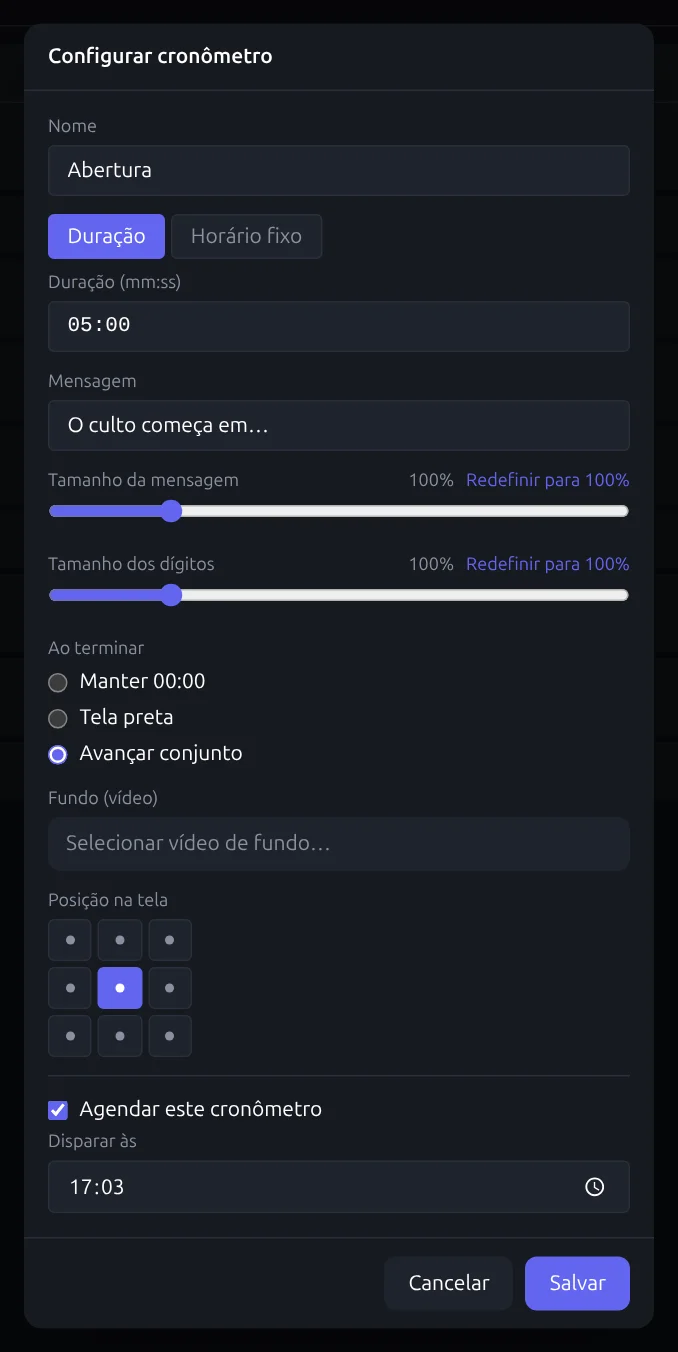 Configurar cronômetro
Nome
Abertura
Duração Horário fixo
Duração (mm:ss)
05:00
Mensagem
O culto começa em...
Tamanho da mensagem 100% Redefinir para 100%
Tamanho dos dígitos 100% Redefinir para 100%
Ao terminar
Manter 00:00
Tela preta
Avançar conjunto
Fundo (vídeo)
Selecionar vídeo de fundo...
Posição na tela
Agendar este cronômetro
Disparar às
17:03
Cancelar Salvar